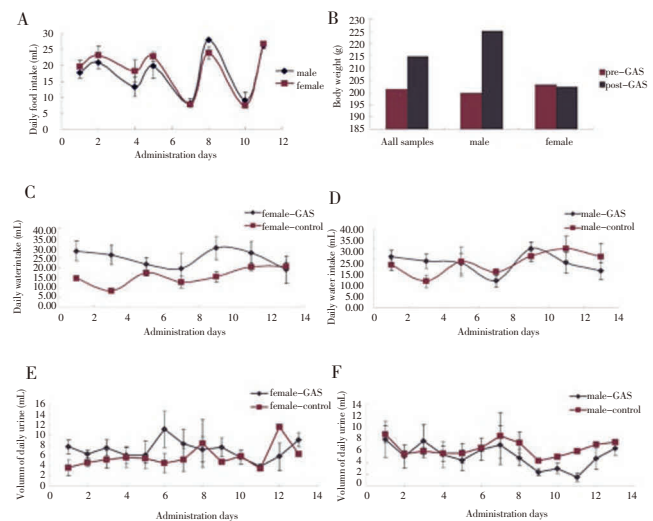 A
Daily food intake (mL)
30
25
20
15
10
5
0
0 2 4 6 8 10 12
Administration days
male
female
B
Body weight (g)
230
225
220
215
210
205
200
195
190
185
Aall samples male female
pre-GAS
post-GAS
C
female-GAS
female-control
Daily waterntake (mL)
40.00
35.00
30.00
25.00
20.00
15.00
10.00
5.00
0.00
0 2 4 6 8 10 12 14
Administration days
D
male-GAS
male-control
Daily water intake (mL)
40.00
35.00
30.00
25.00
20.00
15.00
10.00
5.00
0.00
0 2 4 6 8 10 12 14
Administration days
E
female-GAS
female-control
Volumn of daily urine (mL)
16
14
12
10
8
6
4
2
0
0 2 4 6 8 10 12 14
Administration days
F
male-GAS
male-control
Volumn of daily urine (mL)
14
12
10
8
6
4
2
0
0 2 4 6 8 10 12 14
Administration days